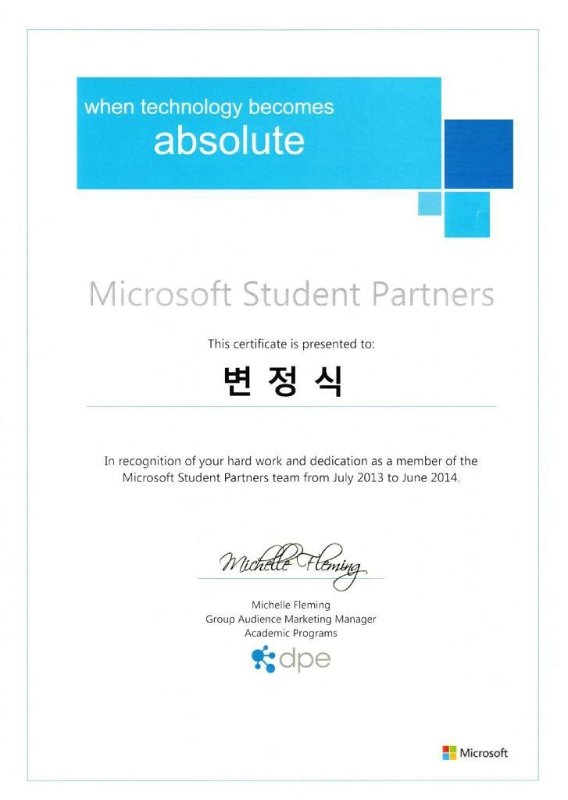 when technology becomes
absolute
Microsoft Student Partners
This certificate is presented to:
변 정 식
In recognition of your hard work and dedication as a member of the
Microsoft Student Partners team from July 2013 to June 2014.
Michelle Fleming
Michelle Fleming
Group Audience Marketing Manager
Academic Programs
dpe
Microsoft